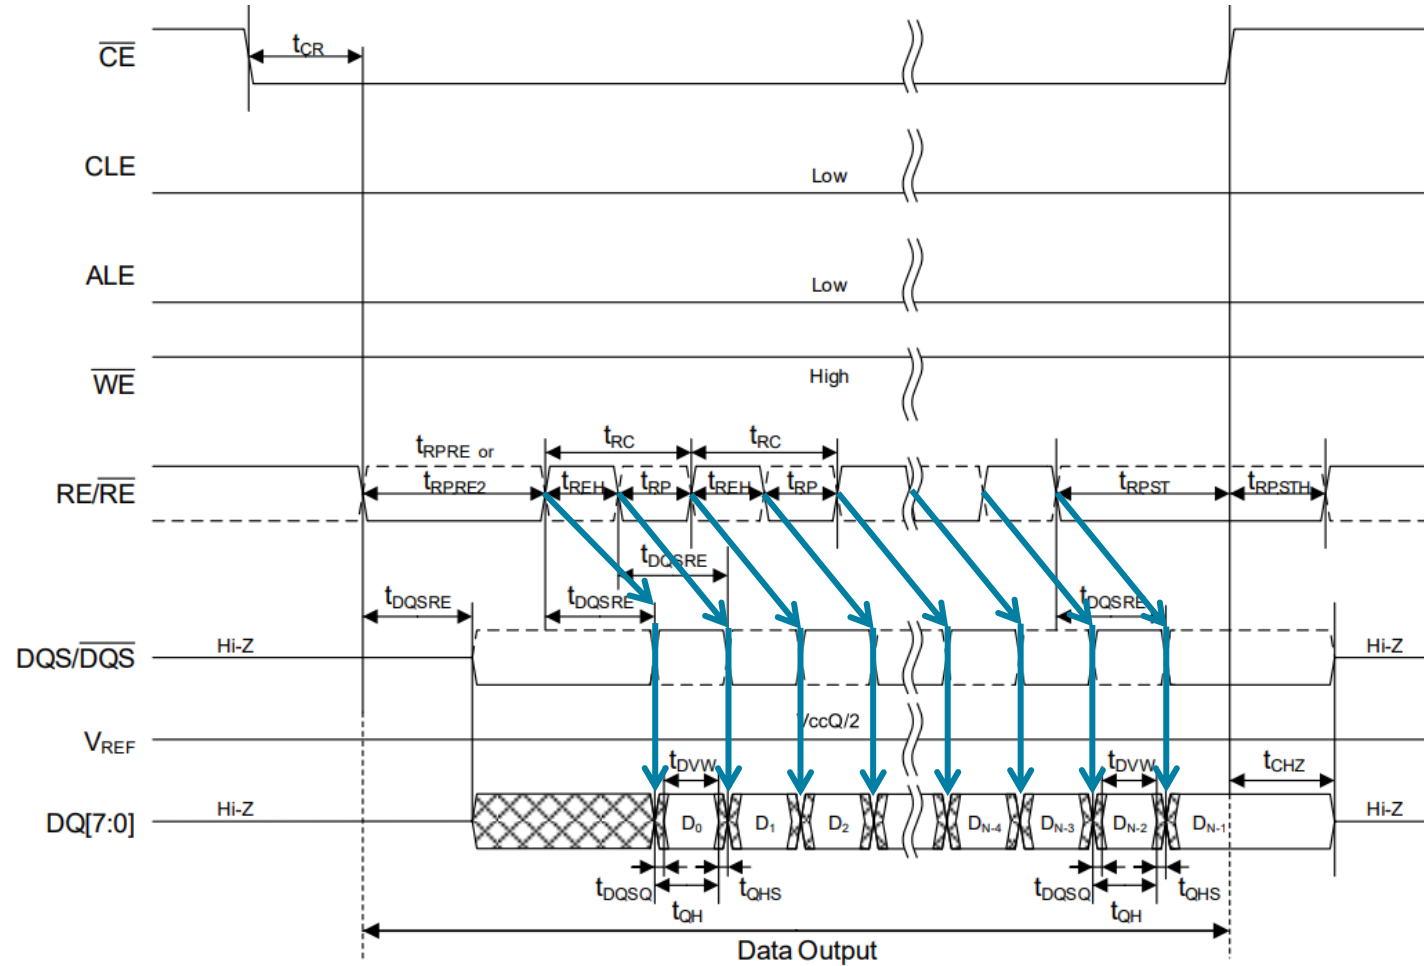 CE
tCR
CLE
Low
ALE
Low
WE
High
tRPRE or
tRC
tRC
RE/RE
tRPRE2
tREH
tRP
tREH
tRP
tRPST
tRPSTH
tDQSRE
tDQSRE
tDQSRE
tDQSRE
DQS/DQS
Hi-Z
Hi-Z
VccQ/2
VREF
tDVW
tDVW
tCHZ
DQ[7:0]
Hi-Z
D0
D1
D2
DN-4
DN-3
DN-2
DN-1
Hi-Z
tDQSQ
tQHS
tDQSQ
tQHS
tQH
tQH
Data Output